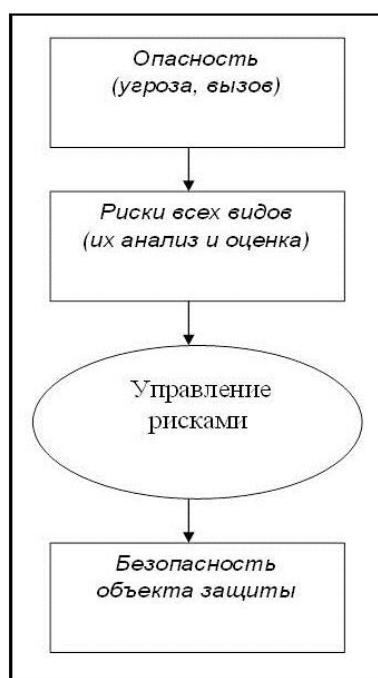 Опасность
(угроза, вызов)
Риски всех видов
(их анализ и оценка)
Управление
рисками
Безопасность
объекта защиты